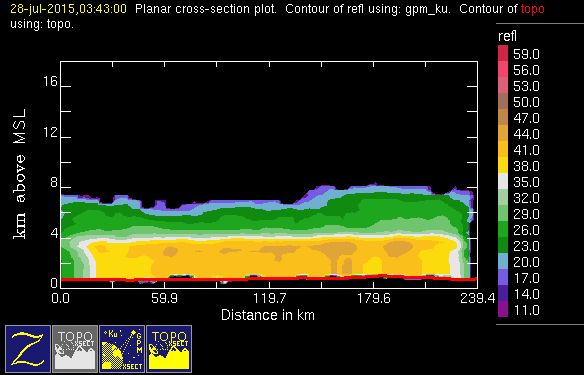 28-jul-2015,03:43:00 Planar cross-section plot. Contour of refl using: gpm_ku. Contour of topo
using: topo.
refl
59.0
56.0
53.0
50.0
47.0
44.0
41.0
38.0
35.0
32.0
29.0
26.0
23.0
20.0
17.0
14.0
11.0
km above MSL
16
12
8
4
0
0.0 59.9 119.7 179.6 239.4
Distance in km
Z
TOPO
XSECT
"Ku"
GPM
XSECT
TOPO
XSECT